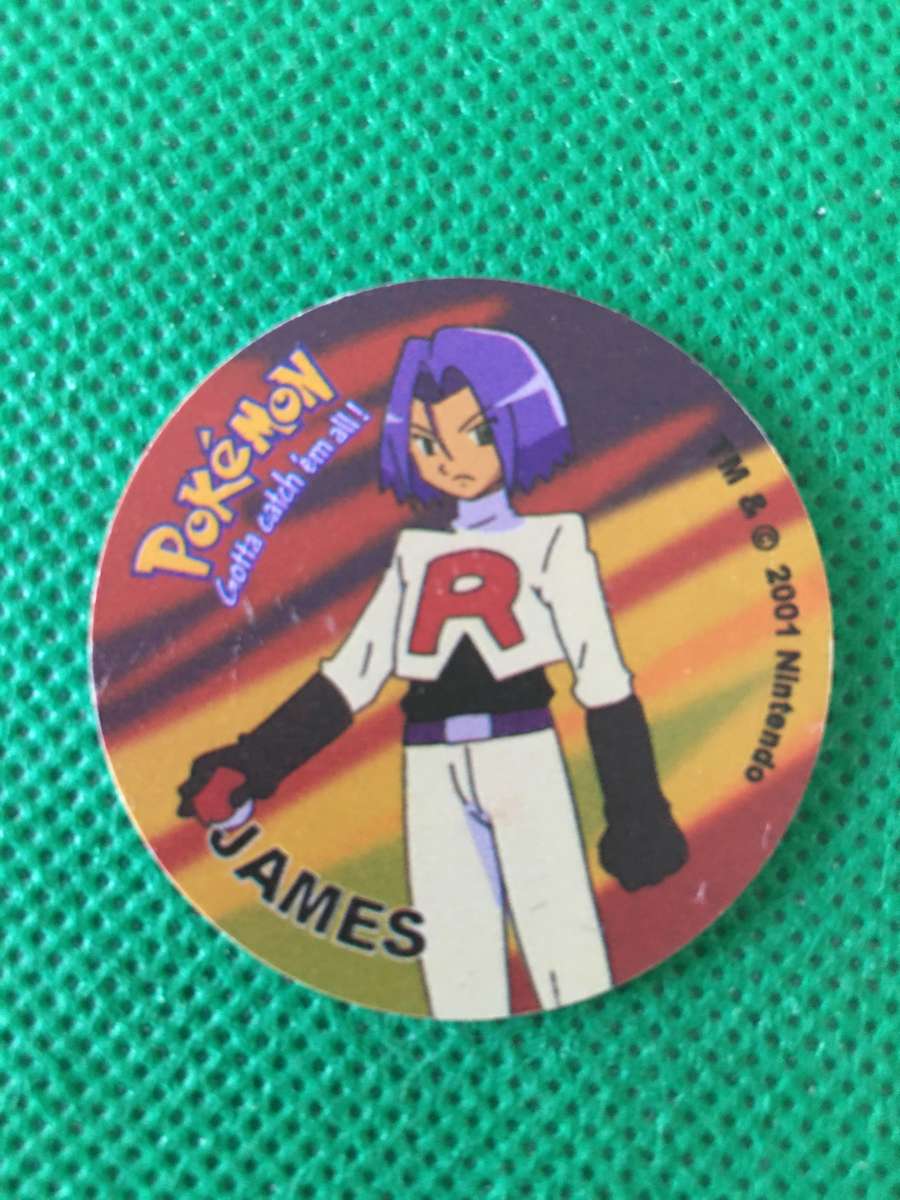 POKéMON
Gotta catch 'em all!
R
TM & © 2001 Nintendo
JAMES